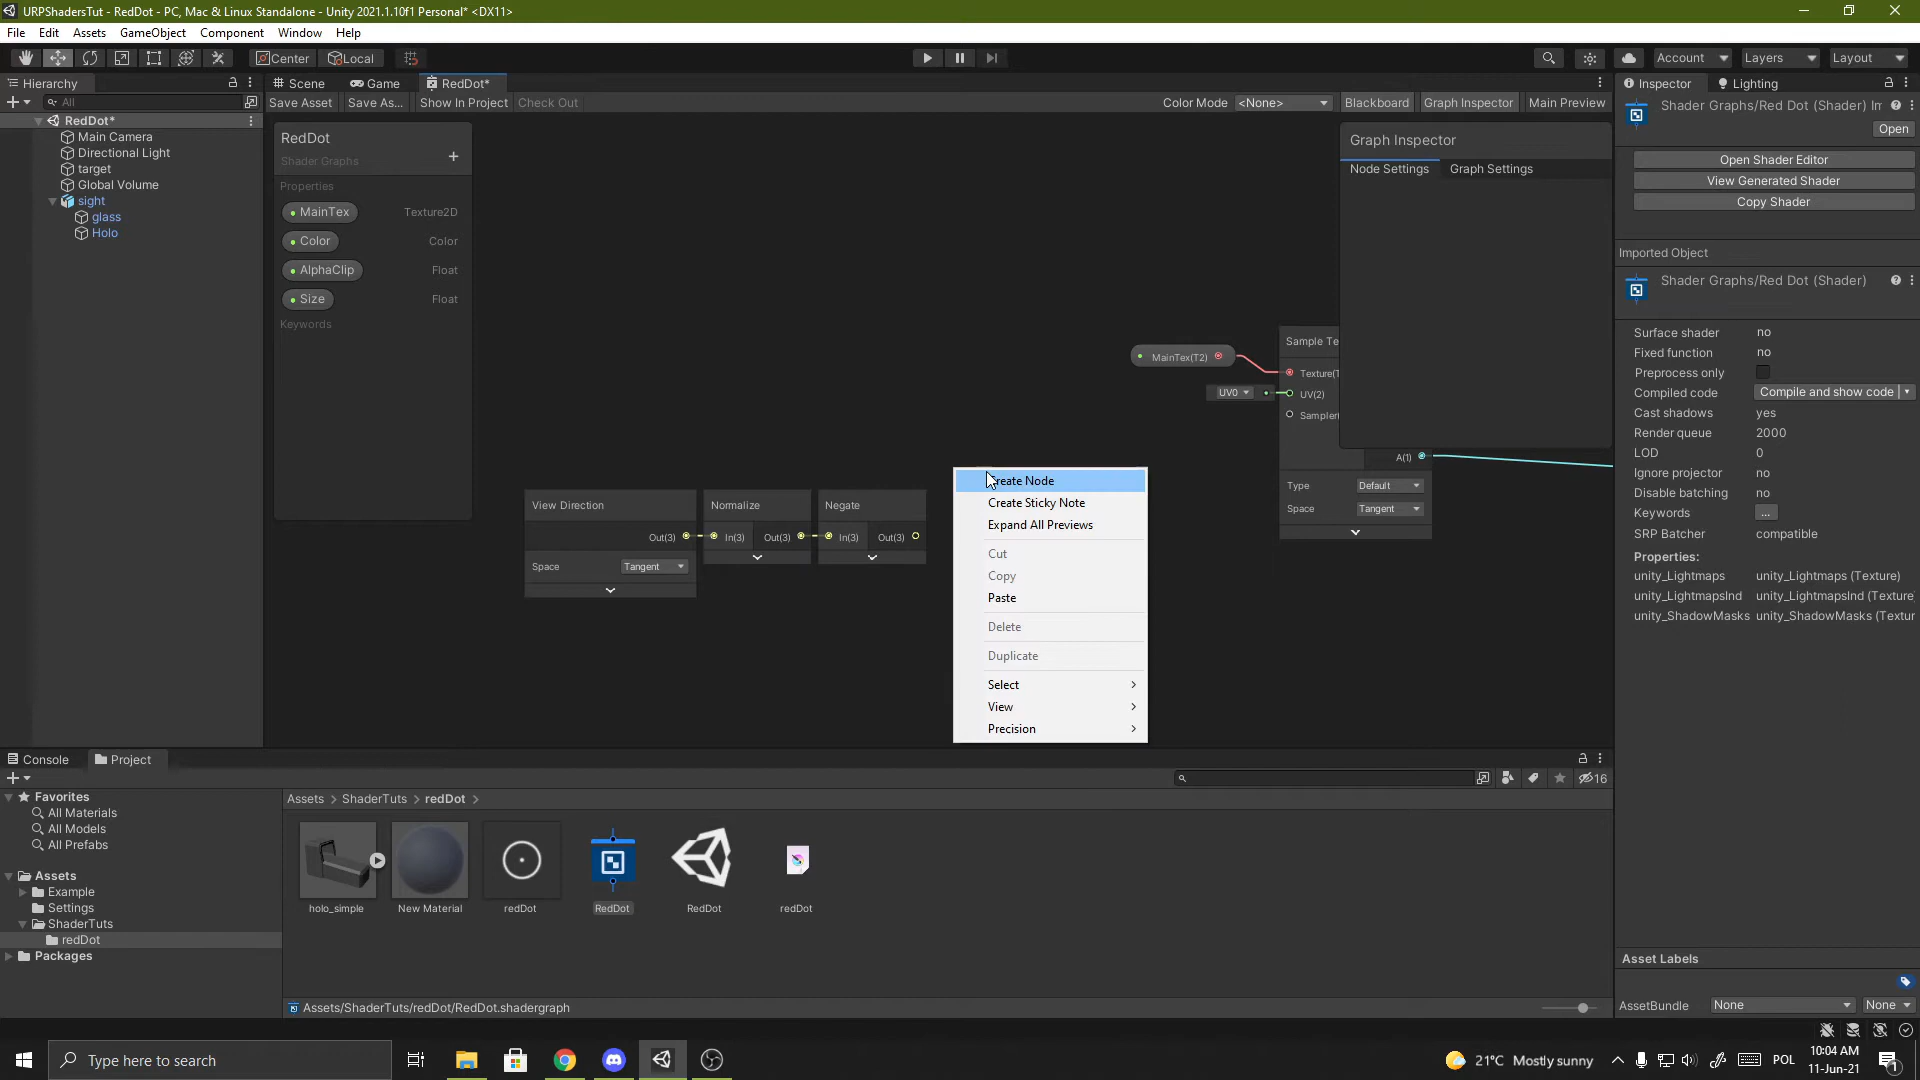 URPShadersTut - RedDot - PC, Mac & Linux Standalone - Unity 2021.1.10f1 Personal* <DX11>
File Edit Assets GameObject Component Window Help
Center Local Account Layers Layout
Hierarchy
All
RedDot*
Main Camera
Directional Light
target
Global Volume
sight
glass
Holo
Scene Game RedDot*
Save Asset Save As... Show In Project Check Out Color Mode <None> Blackboard Graph Inspector Main Preview
RedDot
Shader Graphs
Properties
MainTex Texture2D
Color Color
AlphaClip Float
Size Float
Keywords
View Direction
Out(3)
Space Tangent
Normalize
In(3) Out(3)
Negate
In(3) Out(3)
Create Node
Create Sticky Note
Expand All Previews
Cut
Copy
Paste
Delete
Duplicate
Select
View
Precision
MainTex(T2)
UV0
Sample Te
Texture(T
UV(2)
Sampler
A(1)
Type Default
Space Tangent
Graph Inspector
Node Settings Graph Settings
Inspector Lighting
Shader Graphs/Red Dot (Shader) Im
Open
Open Shader Editor
View Generated Shader
Copy Shader
Imported Object
Shader Graphs/Red Dot (Shader)
Surface shader no
Fixed function no
Preprocess only
Compiled code Compile and show code
Cast shadows yes
Render queue 2000
LOD 0
Ignore projector no
Disable batching no
Keywords ...
SRP Batcher compatible
Properties:
unity_Lightmaps unity_Lightmaps (Texture)
unity_LightmapsInd unity_LightmapsInd (Texture
unity_ShadowMasks unity_ShadowMasks (Textur
Asset Labels
AssetBundle None None
Console Project
16
Favorites
All Materials
All Models
All Prefabs
Assets
Example
Settings
ShaderTuts
redDot
Packages
Assets > ShaderTuts > redDot >
holo_simple New Material redDot RedDot RedDot redDot
Assets/ShaderTuts/redDot/RedDot.shadergraph
Type here to search
21°C Mostly sunny
POL
10:04 AM
11-Jun-21
1